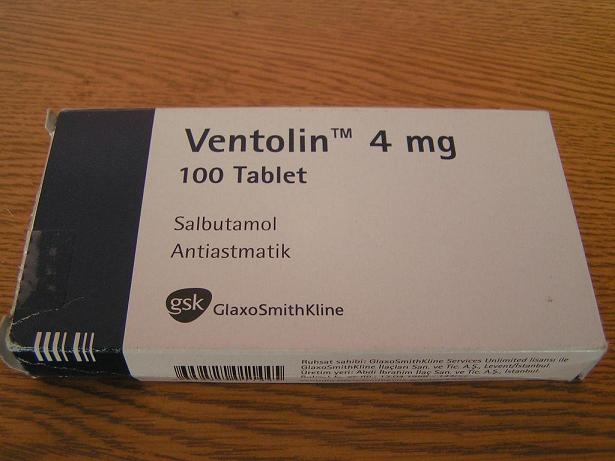 Ventolin™ 4 mg
100 Tablet
Salbutamol
Antiastmatik
gsk GlaxoSmithKline
Ruhsat sahibi: GlaxoSmithKline Services Unlimited lisansı ile
GlaxoSmithKline İlaçları San. ve Tic. A.Ş., Levent/İstanbul.
Üretim yeri: Abdi İbrahim İlaç San. ve Tic. A.Ş., İstanbul.